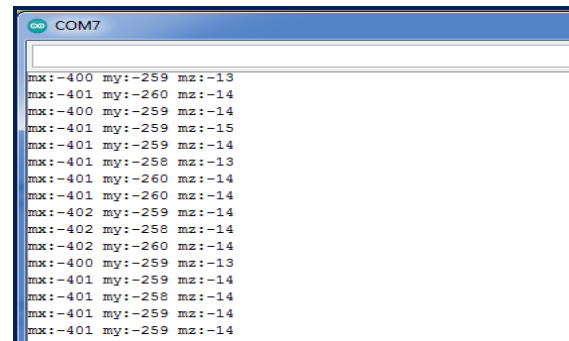 COM7
mx:-400 my:-259 mz:-13
mx:-401 my:-260 mz:-14
mx:-400 my:-259 mz:-14
mx:-401 my:-259 mz:-15
mx:-401 my:-259 mz:-14
mx:-401 my:-258 mz:-13
mx:-401 my:-260 mz:-14
mx:-401 my:-260 mz:-14
mx:-402 my:-259 mz:-14
mx:-402 my:-258 mz:-14
mx:-402 my:-260 mz:-14
mx:-400 my:-259 mz:-13
mx:-401 my:-259 mz:-14
mx:-401 my:-258 mz:-14
mx:-401 my:-259 mz:-14
mx:-401 my:-259 mz:-14